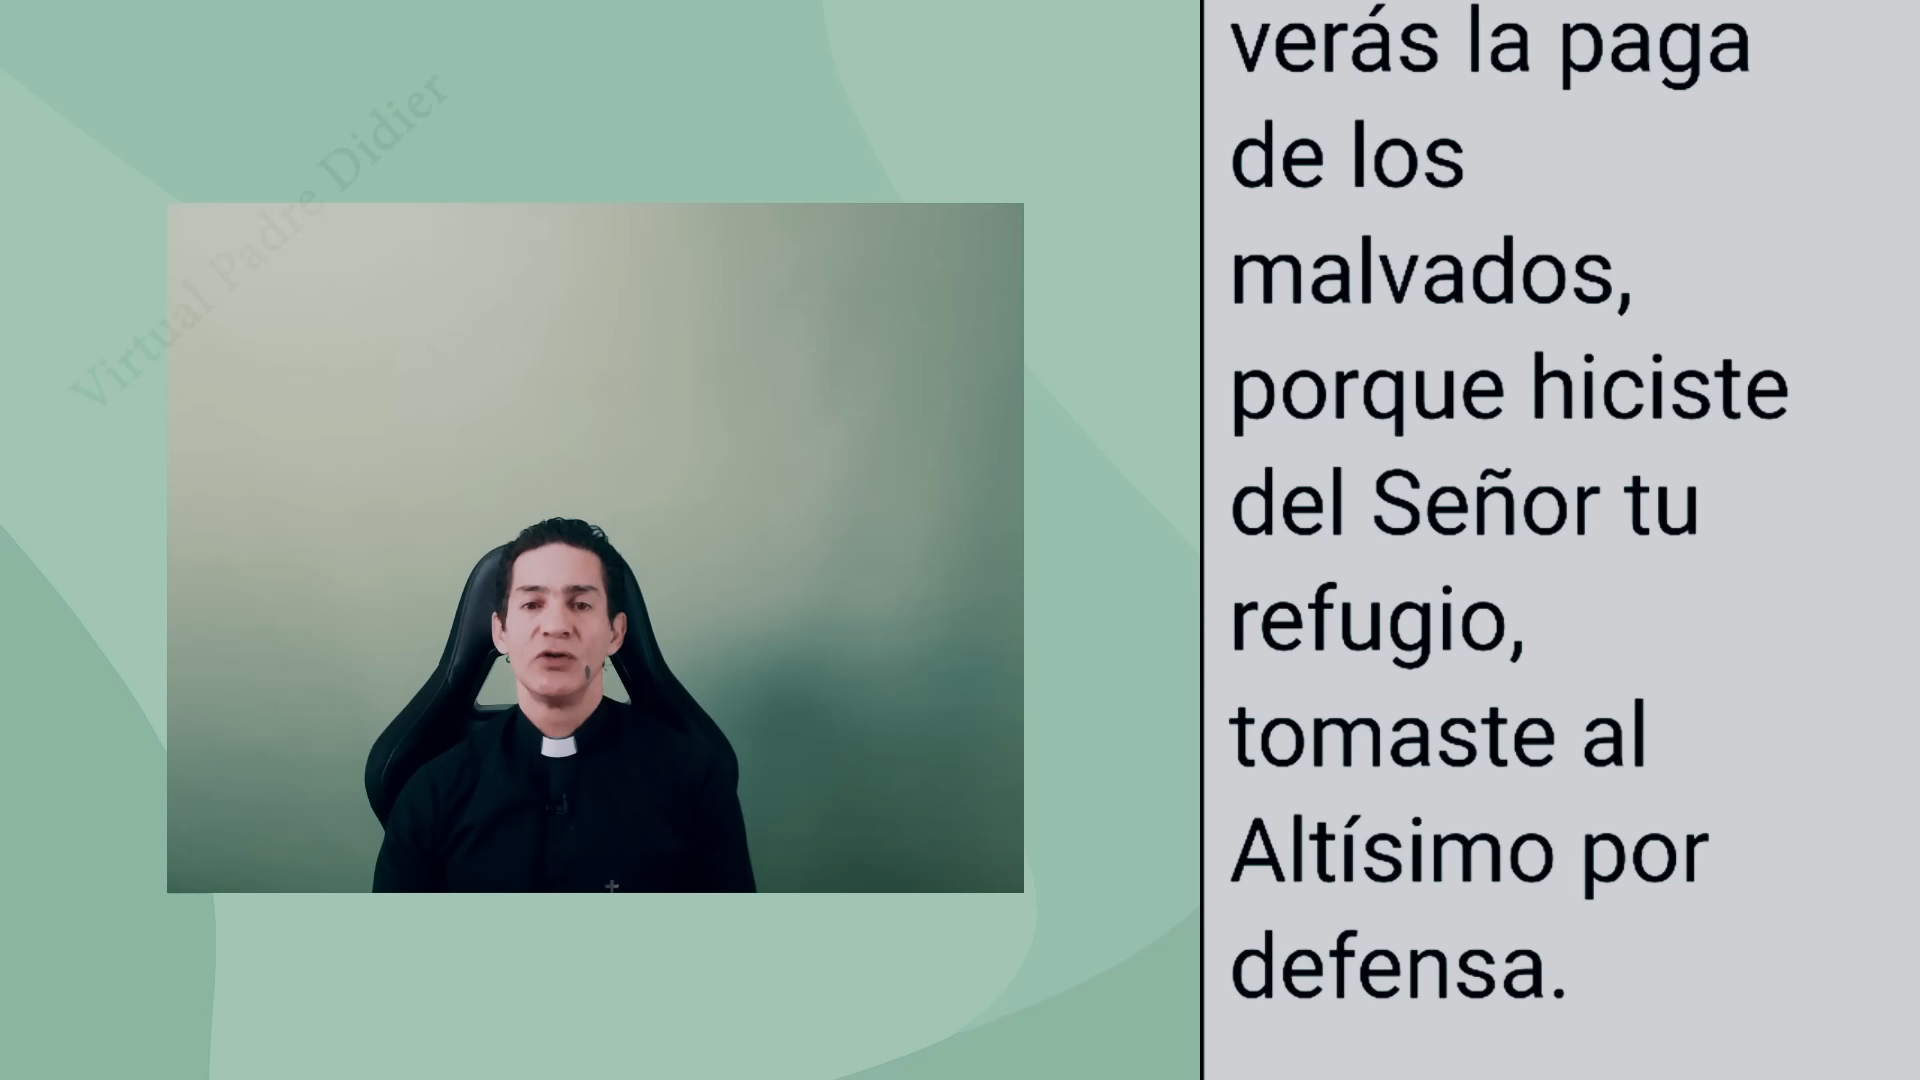 Virtual Padre Didier
verás la paga
de los
malvados,
porque hiciste
del Señor tu
refugio,
tomaste al
Altísimo por
defensa.